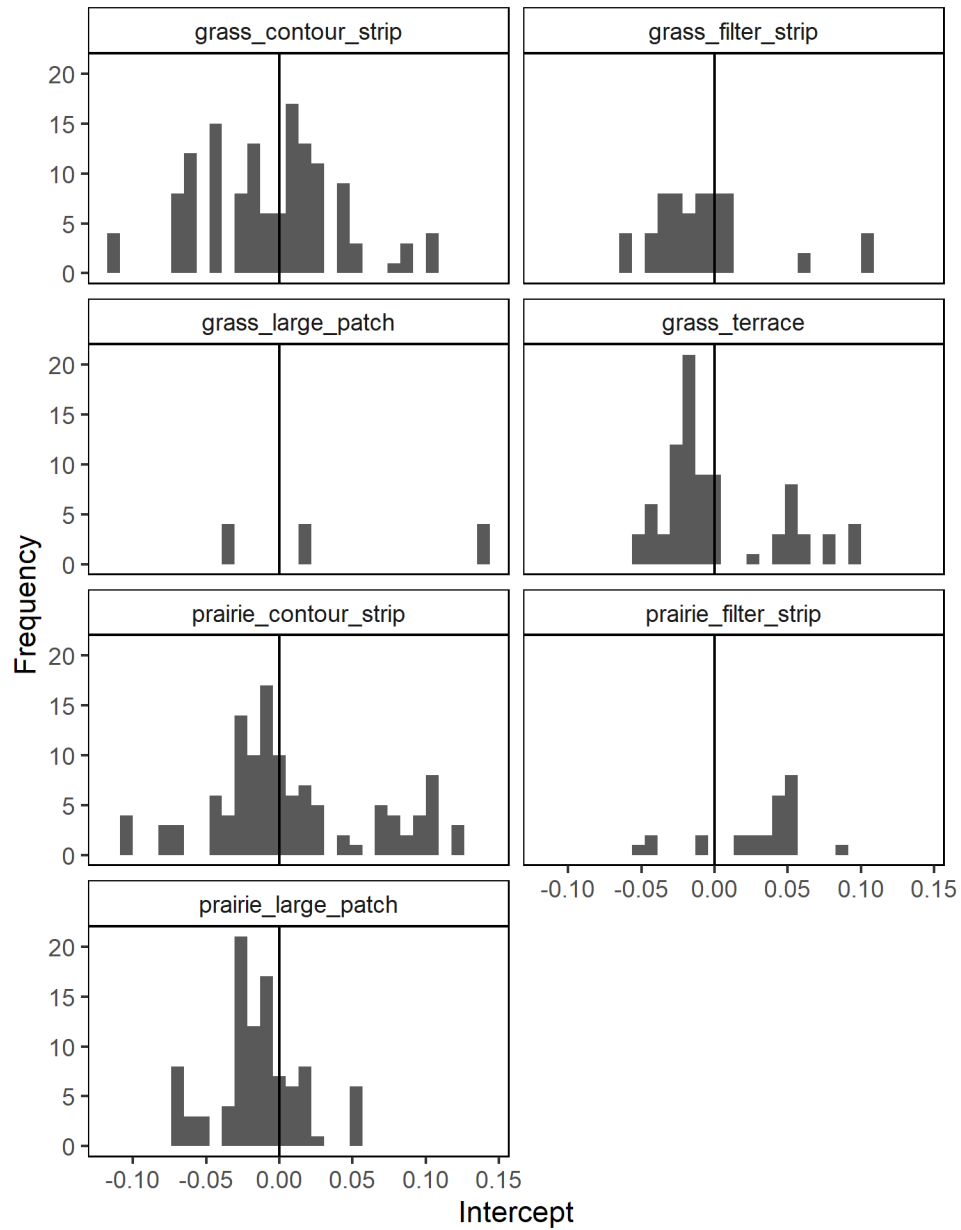 grass_contour_strip
grass_filter_strip
20
15
10
5
0
grass_large_patch
grass_terrace
20
15
10
5
0
prairie_contour_strip
prairie_filter_strip
20
15
10
5
0
-0.10 -0.05 0.00 0.05 0.10 0.15
prairie_large_patch
20
15
10
5
0
-0.10 -0.05 0.00 0.05 0.10 0.15
Frequency
Intercept